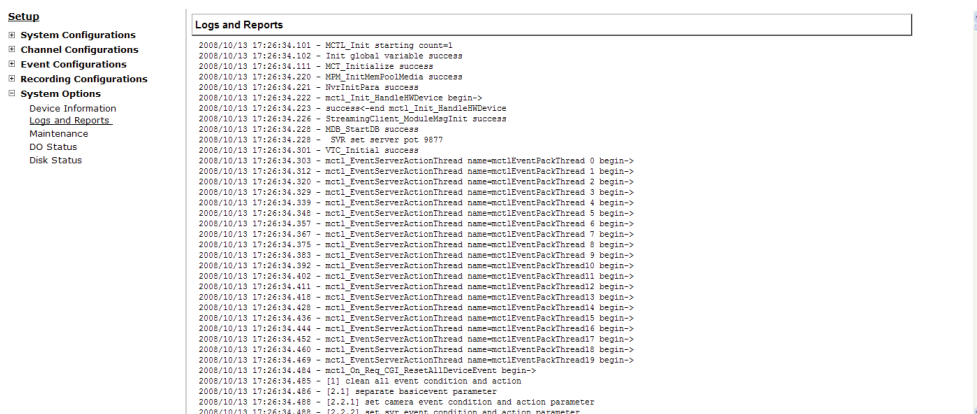 Setup
System Configurations
Channel Configurations
Event Configurations
Recording Configurations
System Options
Device Information
Logs and Reports
Maintenance
DO Status
Disk Status
Logs and Reports
2008/10/13 17:26:34.101 - MCTL_Init starting count=1
2008/10/13 17:26:34.102 - Init global variable success
2008/10/13 17:26:34.111 - MCT_Initialize success
2008/10/13 17:26:34.220 - MPM_InitMemPoolMedia success
2008/10/13 17:26:34.221 - NvrInitPara success
2008/10/13 17:26:34.222 - mctl_Init_HandleHWDevice begin->
2008/10/13 17:26:34.223 - success<-end mctl_Init_HandleHWDevice
2008/10/13 17:26:34.226 - StreamingClient_ModuleMsgInit success
2008/10/13 17:26:34.228 - MDB_StartDB success
2008/10/13 17:26:34.228 - SVR set server pot 9877
2008/10/13 17:26:34.301 - VTC_Initial success
2008/10/13 17:26:34.303 - mctl_EventServerActionThread name=mctlEventPackThread 0 begin->
2008/10/13 17:26:34.312 - mctl_EventServerActionThread name=mctlEventPackThread 1 begin->
2008/10/13 17:26:34.320 - mctl_EventServerActionThread name=mctlEventPackThread 2 begin->
2008/10/13 17:26:34.329 - mctl_EventServerActionThread name=mctlEventPackThread 3 begin->
2008/10/13 17:26:34.339 - mctl_EventServerActionThread name=mctlEventPackThread 4 begin->
2008/10/13 17:26:34.348 - mctl_EventServerActionThread name=mctlEventPackThread 5 begin->
2008/10/13 17:26:34.357 - mctl_EventServerActionThread name=mctlEventPackThread 6 begin->
2008/10/13 17:26:34.367 - mctl_EventServerActionThread name=mctlEventPackThread 7 begin->
2008/10/13 17:26:34.375 - mctl_EventServerActionThread name=mctlEventPackThread 8 begin->
2008/10/13 17:26:34.383 - mctl_EventServerActionThread name=mctlEventPackThread 9 begin->
2008/10/13 17:26:34.392 - mctl_EventServerActionThread name=mctlEventPackThread10 begin->
2008/10/13 17:26:34.402 - mctl_EventServerActionThread name=mctlEventPackThread11 begin->
2008/10/13 17:26:34.411 - mctl_EventServerActionThread name=mctlEventPackThread12 begin->
2008/10/13 17:26:34.418 - mctl_EventServerActionThread name=mctlEventPackThread13 begin->
2008/10/13 17:26:34.428 - mctl_EventServerActionThread name=mctlEventPackThread14 begin->
2008/10/13 17:26:34.436 - mctl_EventServerActionThread name=mctlEventPackThread15 begin->
2008/10/13 17:26:34.444 - mctl_EventServerActionThread name=mctlEventPackThread16 begin->
2008/10/13 17:26:34.452 - mctl_EventServerActionThread name=mctlEventPackThread17 begin->
2008/10/13 17:26:34.460 - mctl_EventServerActionThread name=mctlEventPackThread18 begin->
2008/10/13 17:26:34.469 - mctl_EventServerActionThread name=mctlEventPackThread19 begin->
2008/10/13 17:26:34.484 - mctl_On_Req_CGI_ResetAllDeviceEvent begin->
2008/10/13 17:26:34.485 - [1] clean all event condition and action
2008/10/13 17:26:34.486 - [2.1] separate basicevent parameter
2008/10/13 17:26:34.488 - [2.2.1] set camera event condition and action parameter
2008/10/13 17:26:34.488 - [2.2.2] set svr event condition and action parameter